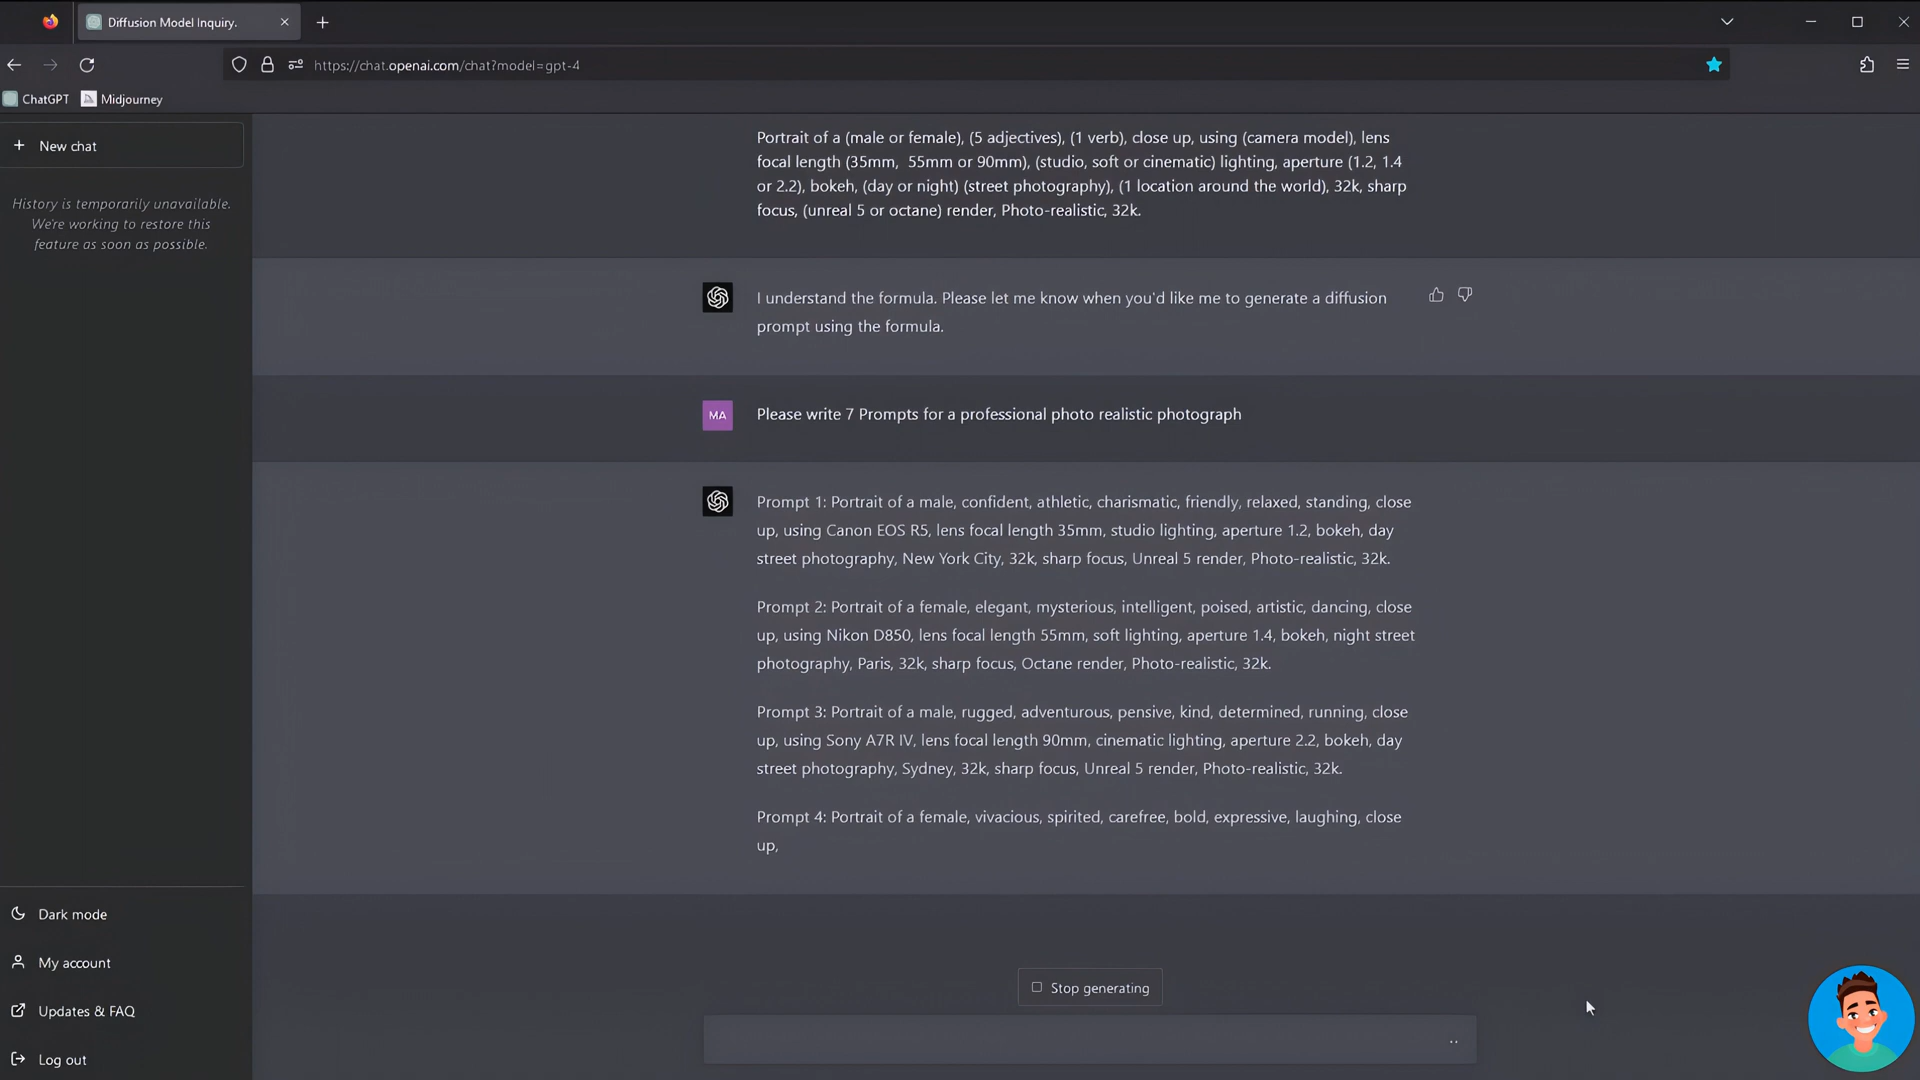 Diffusion Model Inquiry.
https://chat.openai.com/chat?model=gpt-4
ChatGPT
Midjourney
New chat
History is temporarily unavailable.
We're working to restore this
feature as soon as possible.
Portrait of a (male or female), (5 adjectives), (1 verb), close up, using (camera model), lens
focal length (35mm, 55mm or 90mm), (studio, soft or cinematic) lighting, aperture (1.2, 1.4
or 2.2), bokeh, (day or night) (street photography), (1 location around the world), 32k, sharp
focus, (unreal 5 or octane) render, Photo-realistic, 32k.
I understand the formula. Please let me know when you'd like me to generate a diffusion
prompt using the formula.
MA
Please write 7 Prompts for a professional photo realistic photograph
Prompt 1: Portrait of a male, confident, athletic, charismatic, friendly, relaxed, standing, close
up, using Canon EOS R5, lens focal length 35mm, studio lighting, aperture 1.2, bokeh, day
street photography, New York City, 32k, sharp focus, Unreal 5 render, Photo-realistic, 32k.
Prompt 2: Portrait of a female, elegant, mysterious, intelligent, poised, artistic, dancing, close
up, using Nikon D850, lens focal length 55mm, soft lighting, aperture 1.4, bokeh, night street
photography, Paris, 32k, sharp focus, Octane render, Photo-realistic, 32k.
Prompt 3: Portrait of a male, rugged, adventurous, pensive, kind, determined, running, close
up, using Sony A7R IV, lens focal length 90mm, cinematic lighting, aperture 2.2, bokeh, day
street photography, Sydney, 32k, sharp focus, Unreal 5 render, Photo-realistic, 32k.
Prompt 4: Portrait of a female, vivacious, spirited, carefree, bold, expressive, laughing, close
up,
Stop generating
Dark mode
My account
Updates & FAQ
Log out